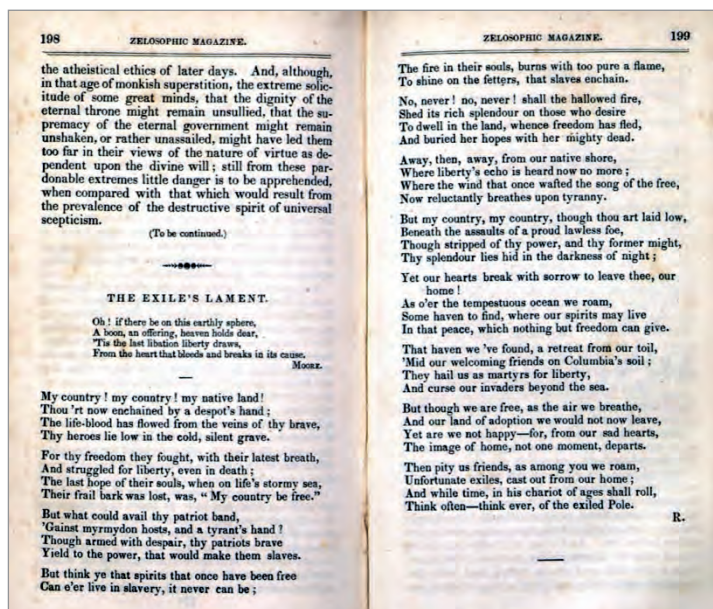 198
ZELOSOPHIC MAGAZINE.
the atheistical ethics of later days. And, although,
in that age of monkish superstition, the extreme solic-
itude of some great minds, that the dignity of the
eternal throne might remain unsullied, that the su-
premacy of the eternal government might remain
unshaken, or rather unassailed, might have led them
too far in their views of the nature of virtue as de-
pendent upon the divine will; still from these par-
donable extremes little danger is to be apprehended,
when compared with that which would result from
the prevalence of the destructive spirit of universal
scepticism.
(To be continued.)
THE EXILE'S LAMENT.
Oh! if there be on this earthly sphere,
A boon, an offering, heaven holds dear,
'Tis the last libation liberty draws,
From the heart that bleeds and breaks in its cause.
MOORE.
My country! my country! my native land!
Thou 'rt now enchained by a despot's hand;
The life-blood has flowed from the veins of thy brave,
Thy heroes lie low in the cold, silent grave.
For thy freedom they fought, with their latest breath,
And struggled for liberty, even in death;
The last hope of their souls, when on life's stormy sea,
Their frail bark was lost, was, "My country be free."
But what could avail thy patriot band,
'Gainst myrmydon hosts, and a tyrant's hand?
Though armed with despair, thy patriots brave
Yield to the power, that would make them slaves.
But think ye that spirits that once have been free
Can e'er live in slavery, it never can be;
ZELOSOPHIC MAGAZINE.
199
The fire in their souls, burns with too pure a flame,
To shine on the fetters, that slaves enchain.
No, never! no, never! shall the hallowed fire,
Shed its rich splendour on those who desire
To dwell in the land, whence freedom has fled,
And buried her hopes with her mighty dead.
Away, then, away, from our native shore,
Where liberty's echo is heard now no more;
Where the wind that once wafted the song of the free,
Now reluctantly breathes upon tyranny.
But my country, my country, though thou art laid low,
Beneath the assaults of a proud lawless foe,
Though stripped of thy power, and thy former might,
Thy splendour lies hid in the darkness of night;
Yet our hearts break with sorrow to leave thee, our
home!
As o'er the tempestuous ocean we roam,
Some haven to find, where our spirits may live
In that peace, which nothing but freedom can give.
That haven we 've found, a retreat from our toil,
'Mid our welcoming friends on Columbia's soil;
They hail us as martyrs for liberty,
And curse our invaders beyond the sea.
But though we are free, as the air we breathe,
And our land of adoption we would not now leave,
Yet are we not happy—for, from our sad hearts,
The image of home, not one moment, departs.
Then pity us friends, as among you we roam,
Unfortunate exiles, cast out from our home;
And while time, in his chariot of ages shall roll,
Think often—think ever, of the exiled Pole.
R.